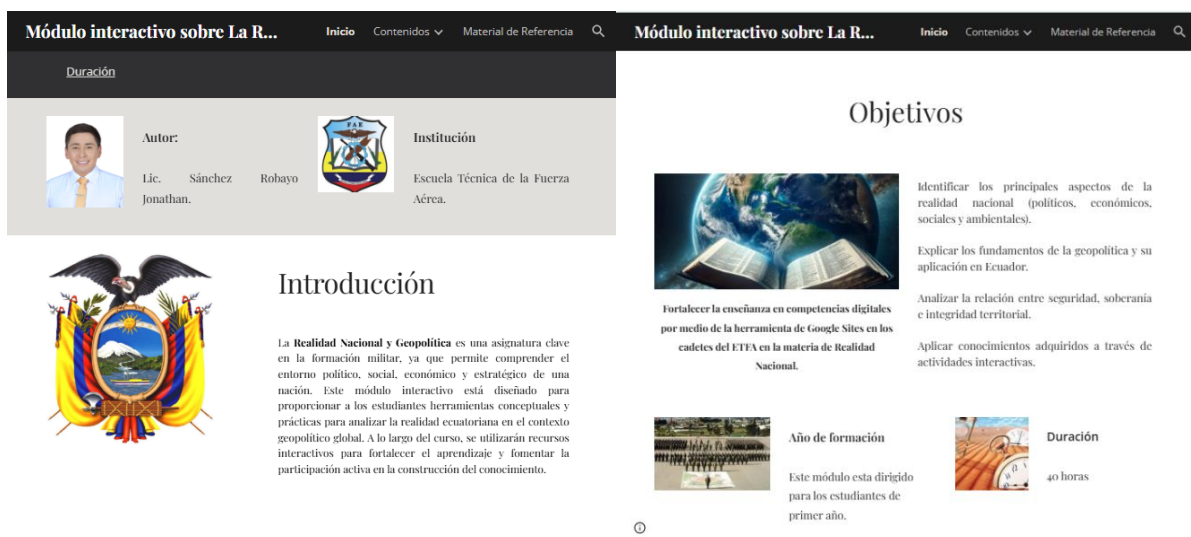 Módulo interactivo sobre La R...
Inicio
Contenidos
Material de Referencia
Duración
Autor:
Lic. Sánchez Robayo
Jonathan.
FAE
Institución
Escuela Técnica de la Fuerza
Aérea.
Introducción
La Realidad Nacional y Geopolítica es una asignatura clave
en la formación militar, ya que permite comprender el
entorno político, social, económico y estratégico de una
nación. Este módulo interactivo está diseñado para
proporcionar a los estudiantes herramientas conceptuales y
prácticas para analizar la realidad ecuatoriana en el contexto
geopolítico global. A lo largo del curso, se utilizarán recursos
interactivos para fortalecer el aprendizaje y fomentar la
participación activa en la construcción del conocimiento.
Módulo interactivo sobre La R...
Inicio
Contenidos
Material de Referencia
Objetivos
Fortalecer la enseñanza en competencias digitales
por medio de la herramienta de Google Sites en los
cadetes del ETFA en la materia de Realidad
Nacional.
Identificar los principales aspectos de la
realidad nacional (políticos, económicos,
sociales y ambientales).
Explicar los fundamentos de la geopolítica y su
aplicación en Ecuador.
Analizar la relación entre seguridad, soberanía
e integridad territorial.
Aplicar conocimientos adquiridos a través de
actividades interactivas.
Año de formación
Este módulo esta dirigido
para los estudiantes de
primer año.
Duración
40 horas